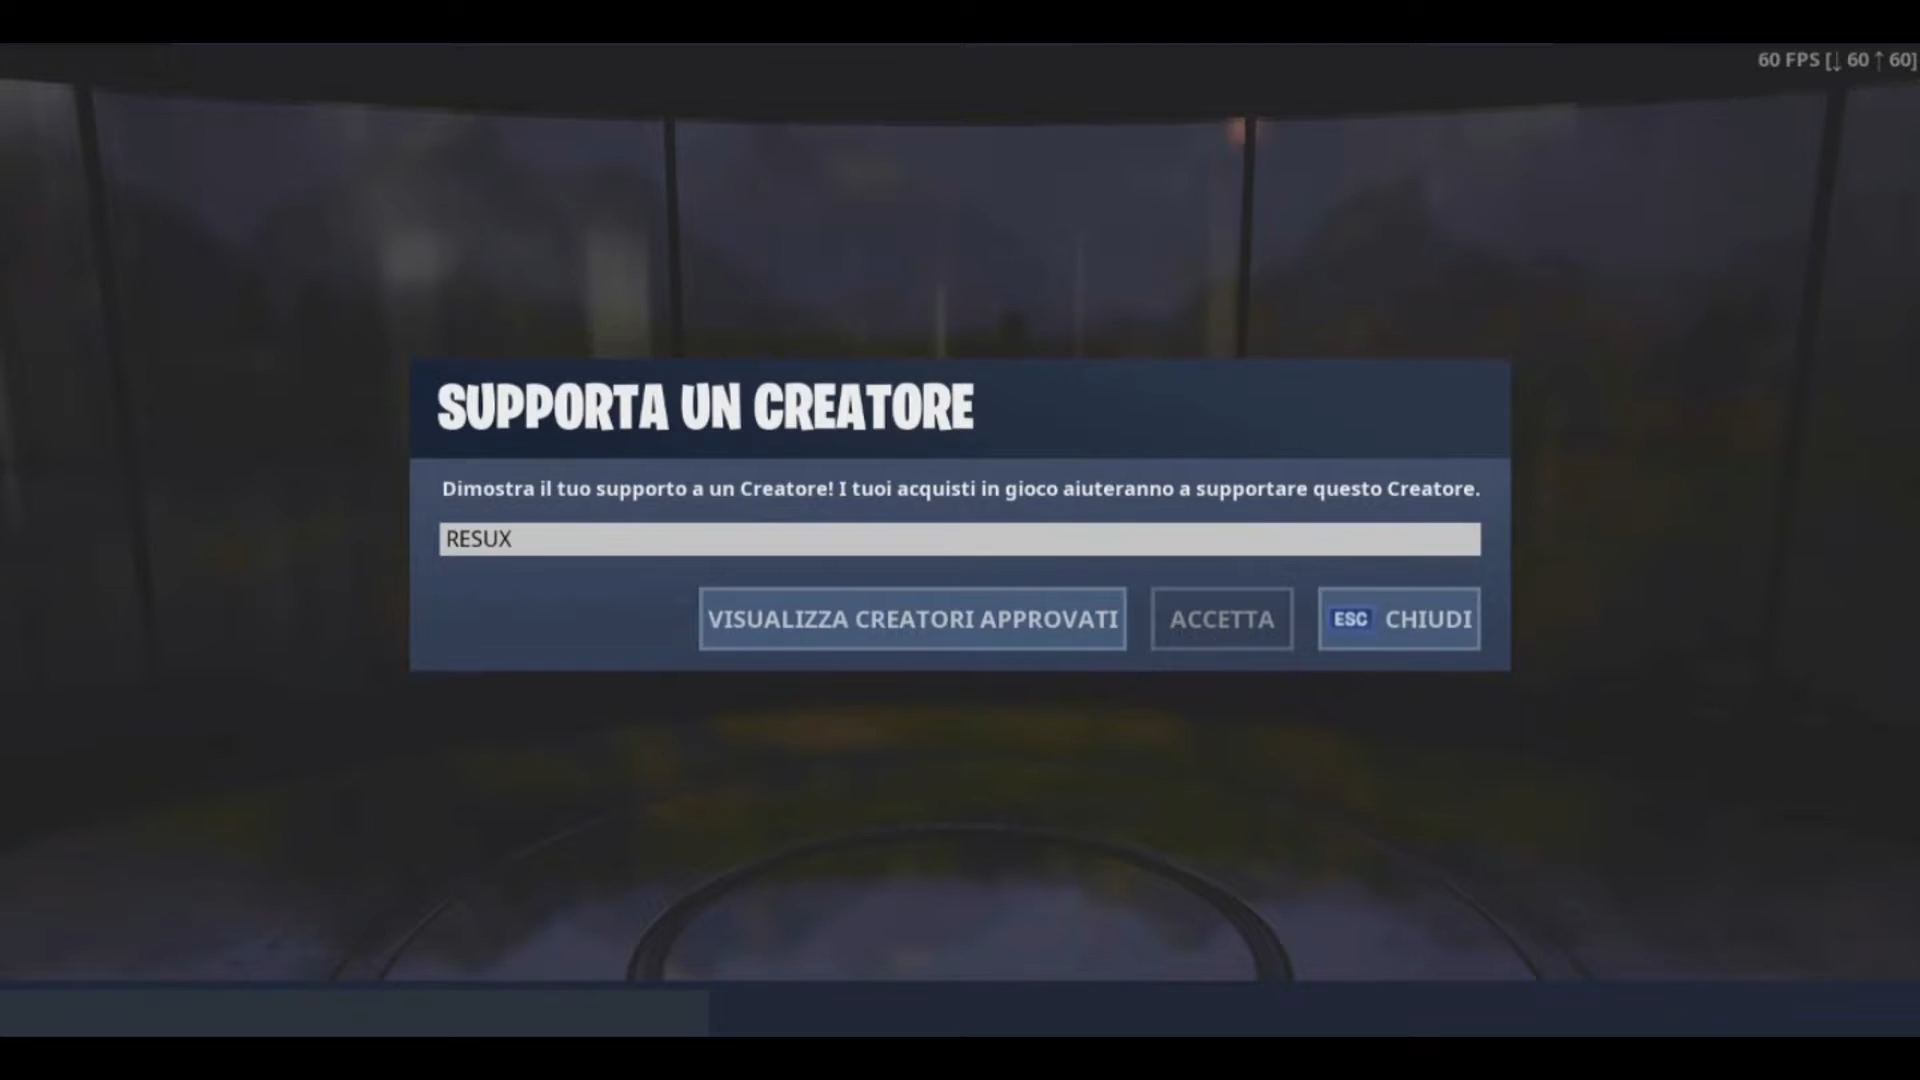 60 FPS [↓ 60 ↑ 60]
SUPPORTA UN CREATORE
Dimostra il tuo supporto a un Creatore! I tuoi acquisti in gioco aiuteranno a supportare questo Creatore.
RESUX
VISUALIZZA CREATORI APPROVATI
ACCETTA
ESC CHIUDI